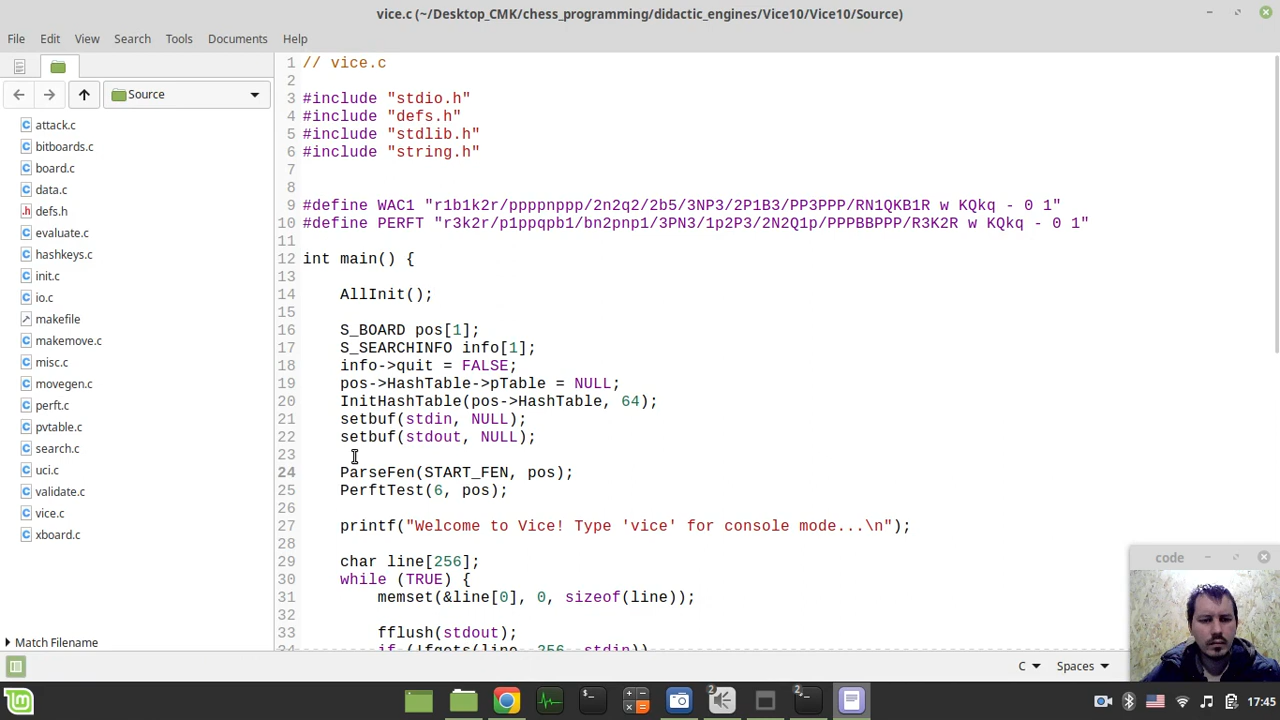 vice.c (~/Desktop_CMK/chess_programming/didactic_engines/Vice10/Vice10/Source)
File Edit View Search Tools Documents Help
Source
attack.c
bitboards.c
board.c
data.c
defs.h
evaluate.c
hashkeys.c
init.c
io.c
makefile
makemove.c
misc.c
movegen.c
perft.c
pvtable.c
search.c
uci.c
validate.c
vice.c
xboard.c
Match Filename
1 // vice.c
2
3 #include "stdio.h"
4 #include "defs.h"
5 #include "stdlib.h"
6 #include "string.h"
7
8
9 #define WAC1 "r1b1k2r/ppppnppp/2n2q2/2b5/3NP3/2P1B3/PP3PPP/RN1QKB1R w KQkq - 0 1"
10 #define PERFT "r3k2r/p1ppqpb1/bn2pnp1/3PN3/1p2P3/2N2Q1p/PPPBBPPP/R3K2R w KQkq - 0 1"
11
12 int main() {
13
14 AllInit();
15
16 S_BOARD pos[1];
17 S_SEARCHINFO info[1];
18 info->quit = FALSE;
19 pos->HashTable->pTable = NULL;
20 InitHashTable(pos->HashTable, 64);
21 setbuf(stdin, NULL);
22 setbuf(stdout, NULL);
23
24 ParseFen(START_FEN, pos);
25 PerftTest(6, pos);
26
27 printf("Welcome to Vice! Type 'vice' for console mode...\n");
28
29 char line[256];
30 while (TRUE) {
31 memset(&line[0], 0, sizeof(line));
32
33 fflush(stdout);
34 if (!fgets(line, 256, stdin))
code
C Spaces
2 2 17:45